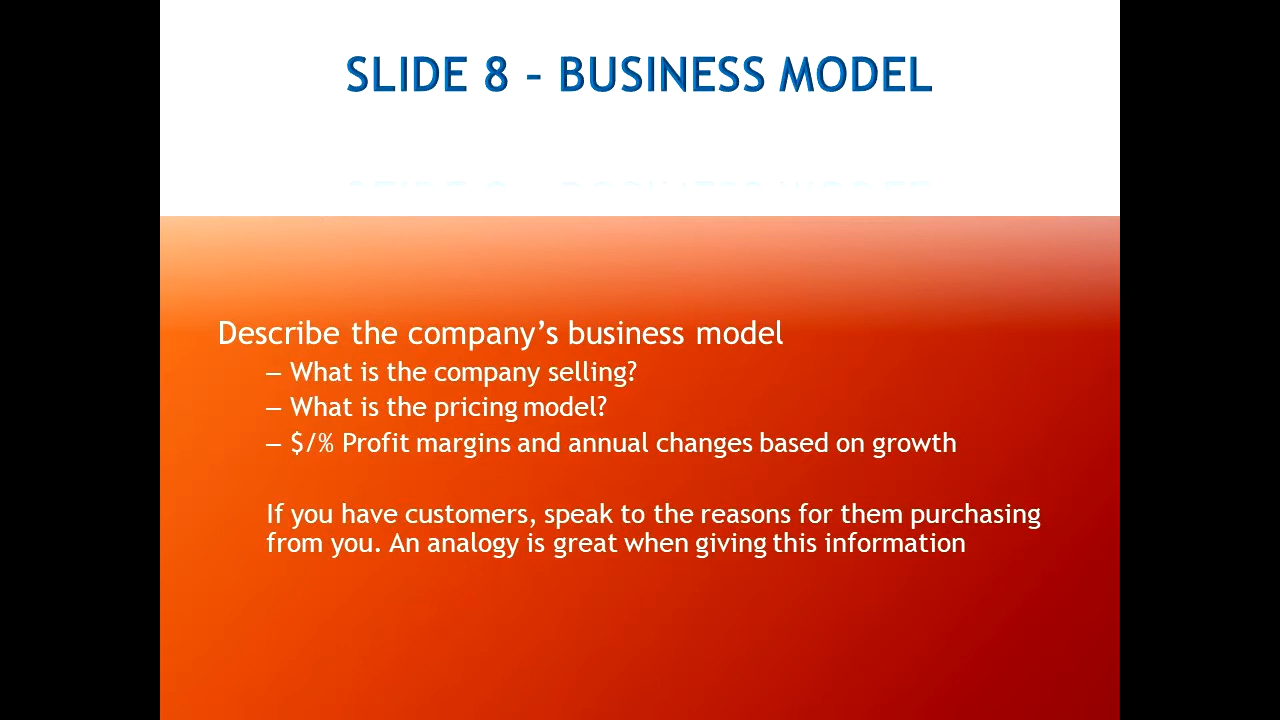 SLIDE 8 – BUSINESS MODEL
Describe the company’s business model
– What is the company selling?
– What is the pricing model?
– $/% Profit margins and annual changes based on growth
If you have customers, speak to the reasons for them purchasing
from you. An analogy is great when giving this information